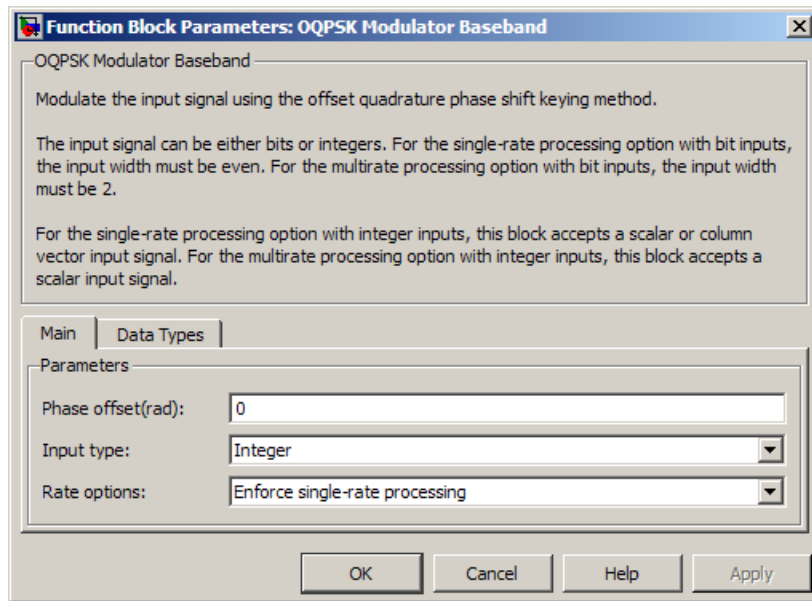 Function Block Parameters: OQPSK Modulator Baseband
OQPSK Modulator Baseband
Modulate the input signal using the offset quadrature phase shift keying method.
The input signal can be either bits or integers. For the single-rate processing option with bit inputs,
the input width must be even. For the multirate processing option with bit inputs, the input width
must be 2.
For the single-rate processing option with integer inputs, this block accepts a scalar or column
vector input signal. For the multirate processing option with integer inputs, this block accepts a
scalar input signal.
Main Data Types
Parameters
Phase offset(rad): 0
Input type: Integer
Rate options: Enforce single-rate processing
OK Cancel Help Apply